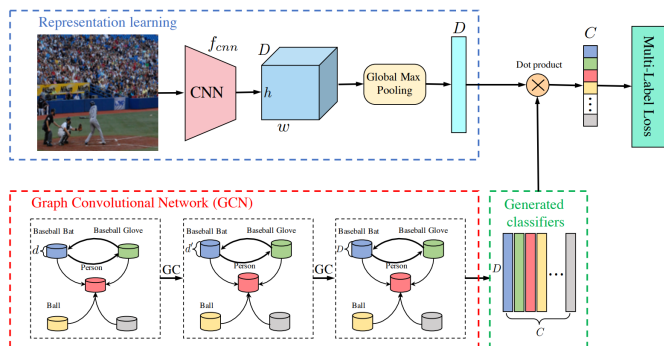 Representation learning
f_cnn
CNN
D
h
w
Global Max
Pooling
D
Dot product
C
Multi-Label Loss
Graph Convolutional Network (GCN)
Baseball Bat
Baseball Glove
d
Person
Ball
GC
Baseball Bat
Baseball Glove
d'
Person
Ball
GC
Baseball Bat
Baseball Glove
D
Person
Ball
Generated
classifiers
D
C